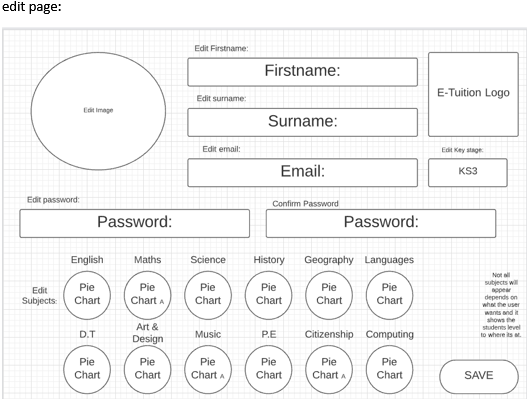 edit page:
Edit Firstname:
Firstname:
Edit Image
E-Tuition Logo
Edit surname:
Surname:
Edit email:
Email:
Edit Key stage:
KS3
Edit password:
Password:
Confirm Password
Password:
English Maths Science History Geography Languages
Edit
Subjects:
Pie
Chart
Pie
Chart A
Pie
Chart
Pie
Chart
Pie
Chart
Pie
Chart
Not all
subjects will
appear
depends on
what the user
wants and it
shows the
students level
to where its at.
D.T
Art &
Design
Music
P.E
Citizenship
Computing
Pie
Chart
Pie
Chart
Pie
Chart A
Pie
Chart
Pie
Chart A
Pie
Chart
SAVE